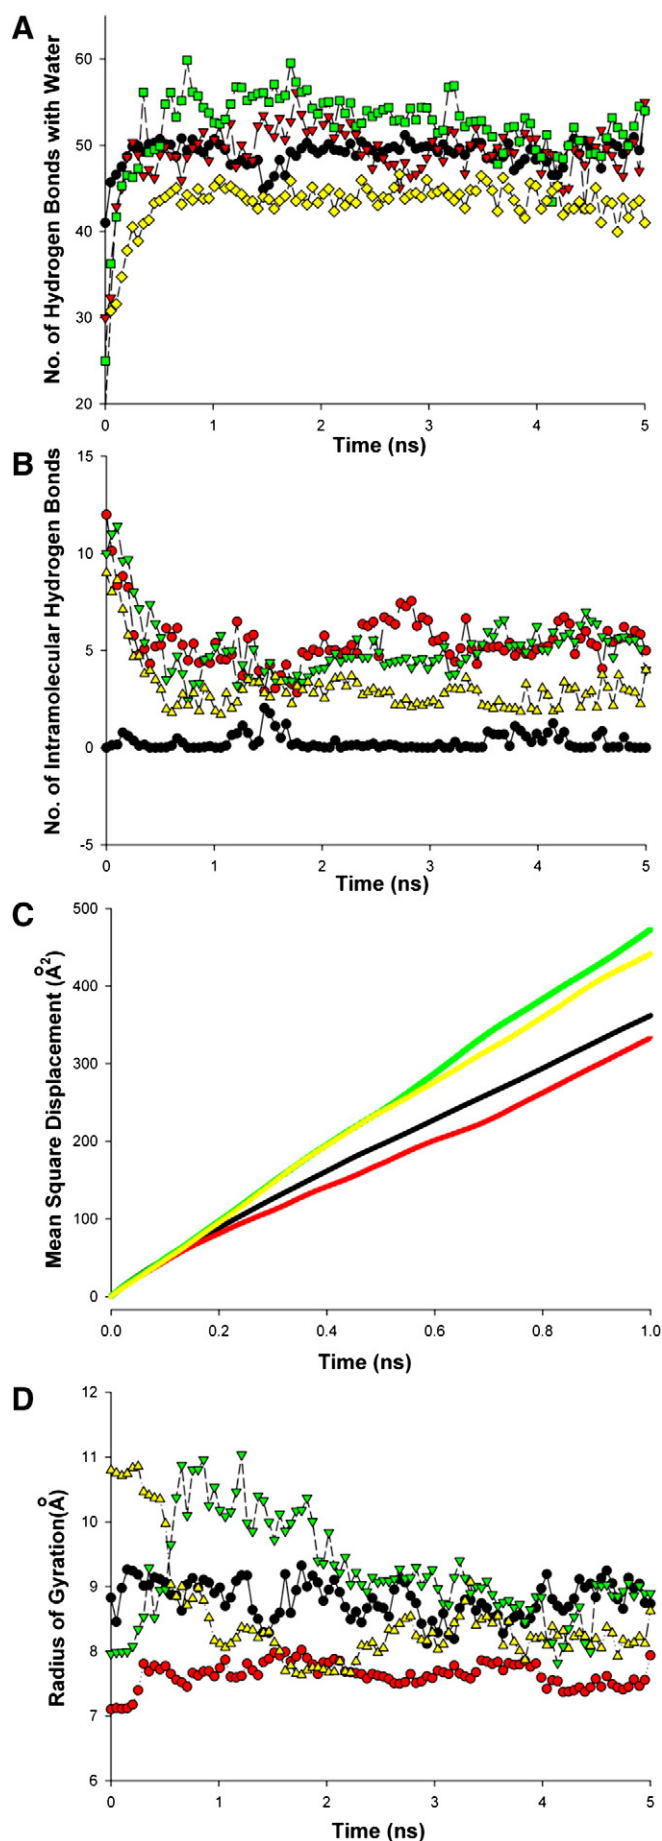 A
No. of Hydrogen Bonds with Water
60
50
40
30
20
0 1 2 3 4 5
Time (ns)
B
No. of Intramolecular Hydrogen Bonds
15
10
5
0
-5
0 1 2 3 4 5
Time (ns)
C
Mean Square Displacement (Å²)
500
400
300
200
100
0
0.0 0.2 0.4 0.6 0.8 1.0
Time (ns)
D
Radius of Gyration(Å)
12
11
10
9
8
7
6
0 1 2 3 4 5
Time (ns)